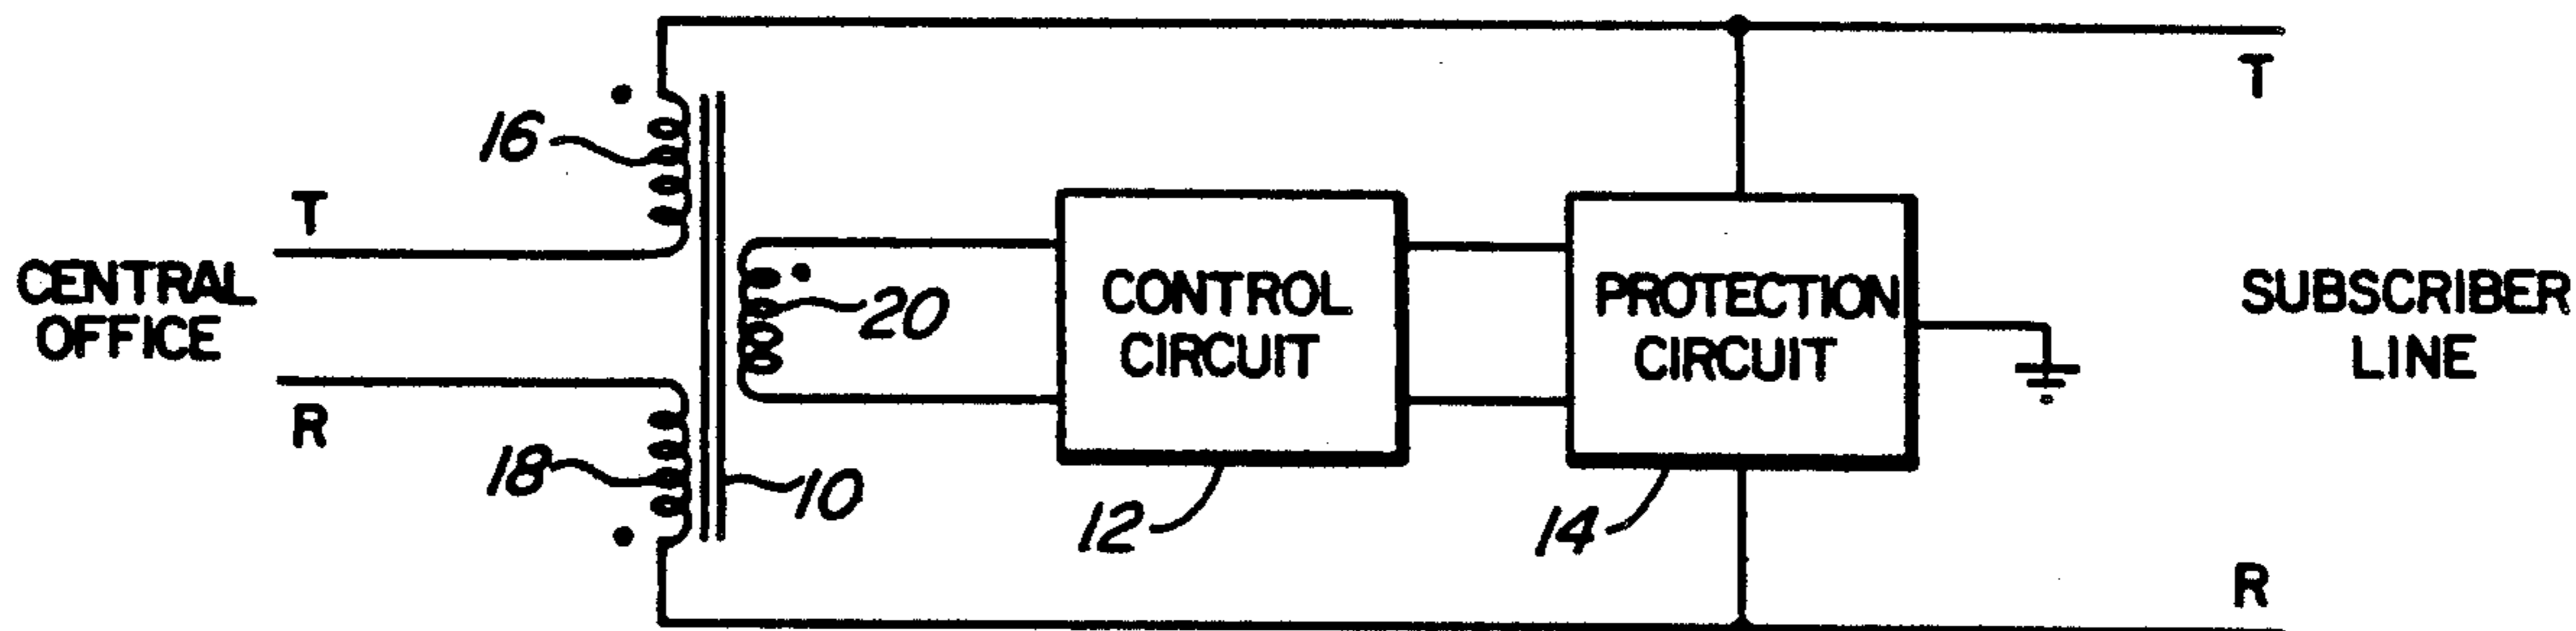 T
16
T
CENTRAL
OFFICE
20
CONTROL
CIRCUIT
PROTECTION
CIRCUIT
SUBSCRIBER
LINE
R
18
10
12
14
R